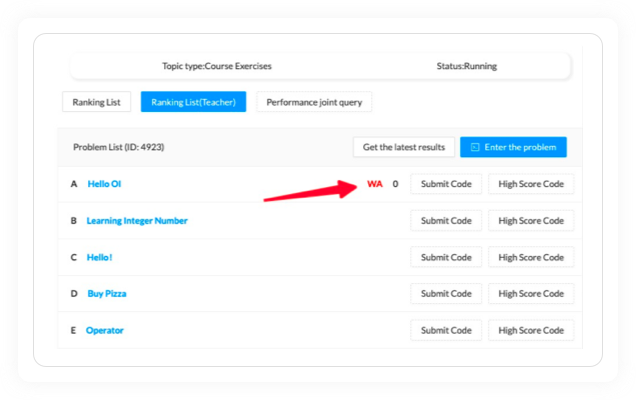 Topic type:Course Exercises Status:Running
Ranking List Ranking List(Teacher) Performance joint query
Problem List (ID: 4923) Get the latest results Enter the problem
A Hello OI WA 0 Submit Code High Score Code
B Learning Integer Number Submit Code High Score Code
C Hello! Submit Code High Score Code
D Buy Pizza Submit Code High Score Code
E Operator Submit Code High Score Code